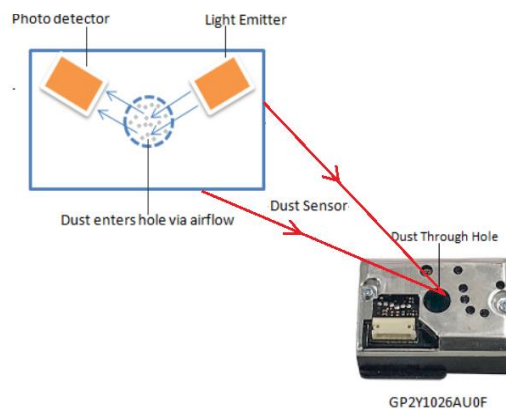 Photo detector
Light Emitter
Dust enters hole via airflow
Dust Sensor
Dust Through Hole
GP2Y1026AU0F